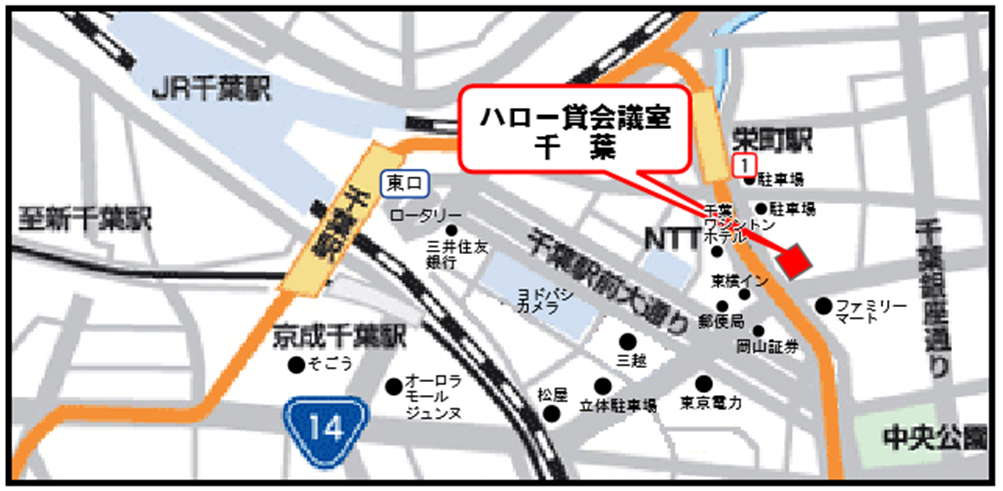 JR千葉駅
ハロー貸会議室
千 葉
栄町駅
1
駐車場
東口
千葉駅
至新千葉駅
ロータリー
三井住友
銀行
千葉駅前大通り
千葉
ワシントン
ホテル
駐車場
NTT
千葉銀座通り
ヨドバシ
カメラ
東横イン
郵便局
ファミリー
マート
岡山証券
京成千葉駅
そごう
三越
オーロラ
モール
ジュンヌ
松屋
立体駐車場
東京電力
14
中央公園